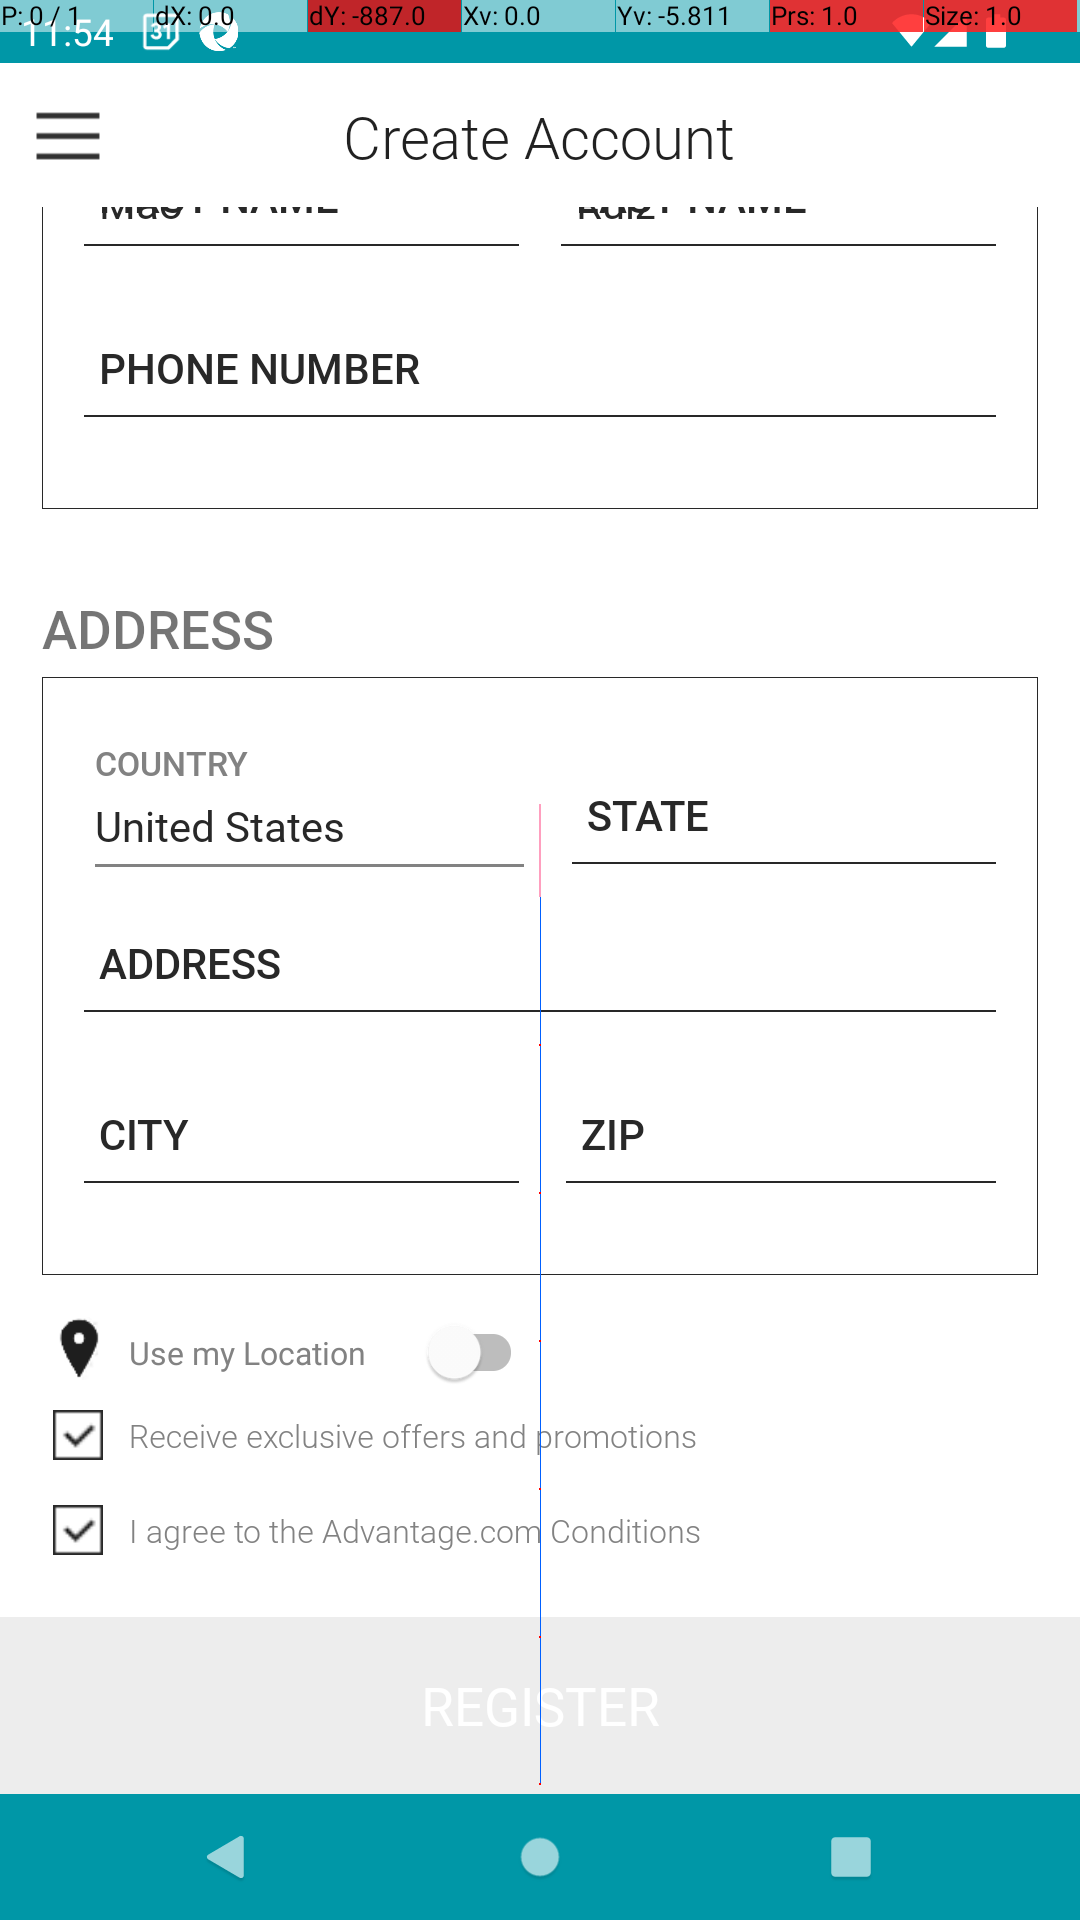 P: 0 / 1 dX: 0.0 dY: -887.0 Xv: 0.0 Yv: -5.811 Prs: 1.0 Size: 1.0
11:54 31
Create Account
PHONE NUMBER
ADDRESS
COUNTRY
United States STATE
ADDRESS
CITY ZIP
Use my Location
Receive exclusive offers and promotions
I agree to the Advantage.com Conditions
REGISTER